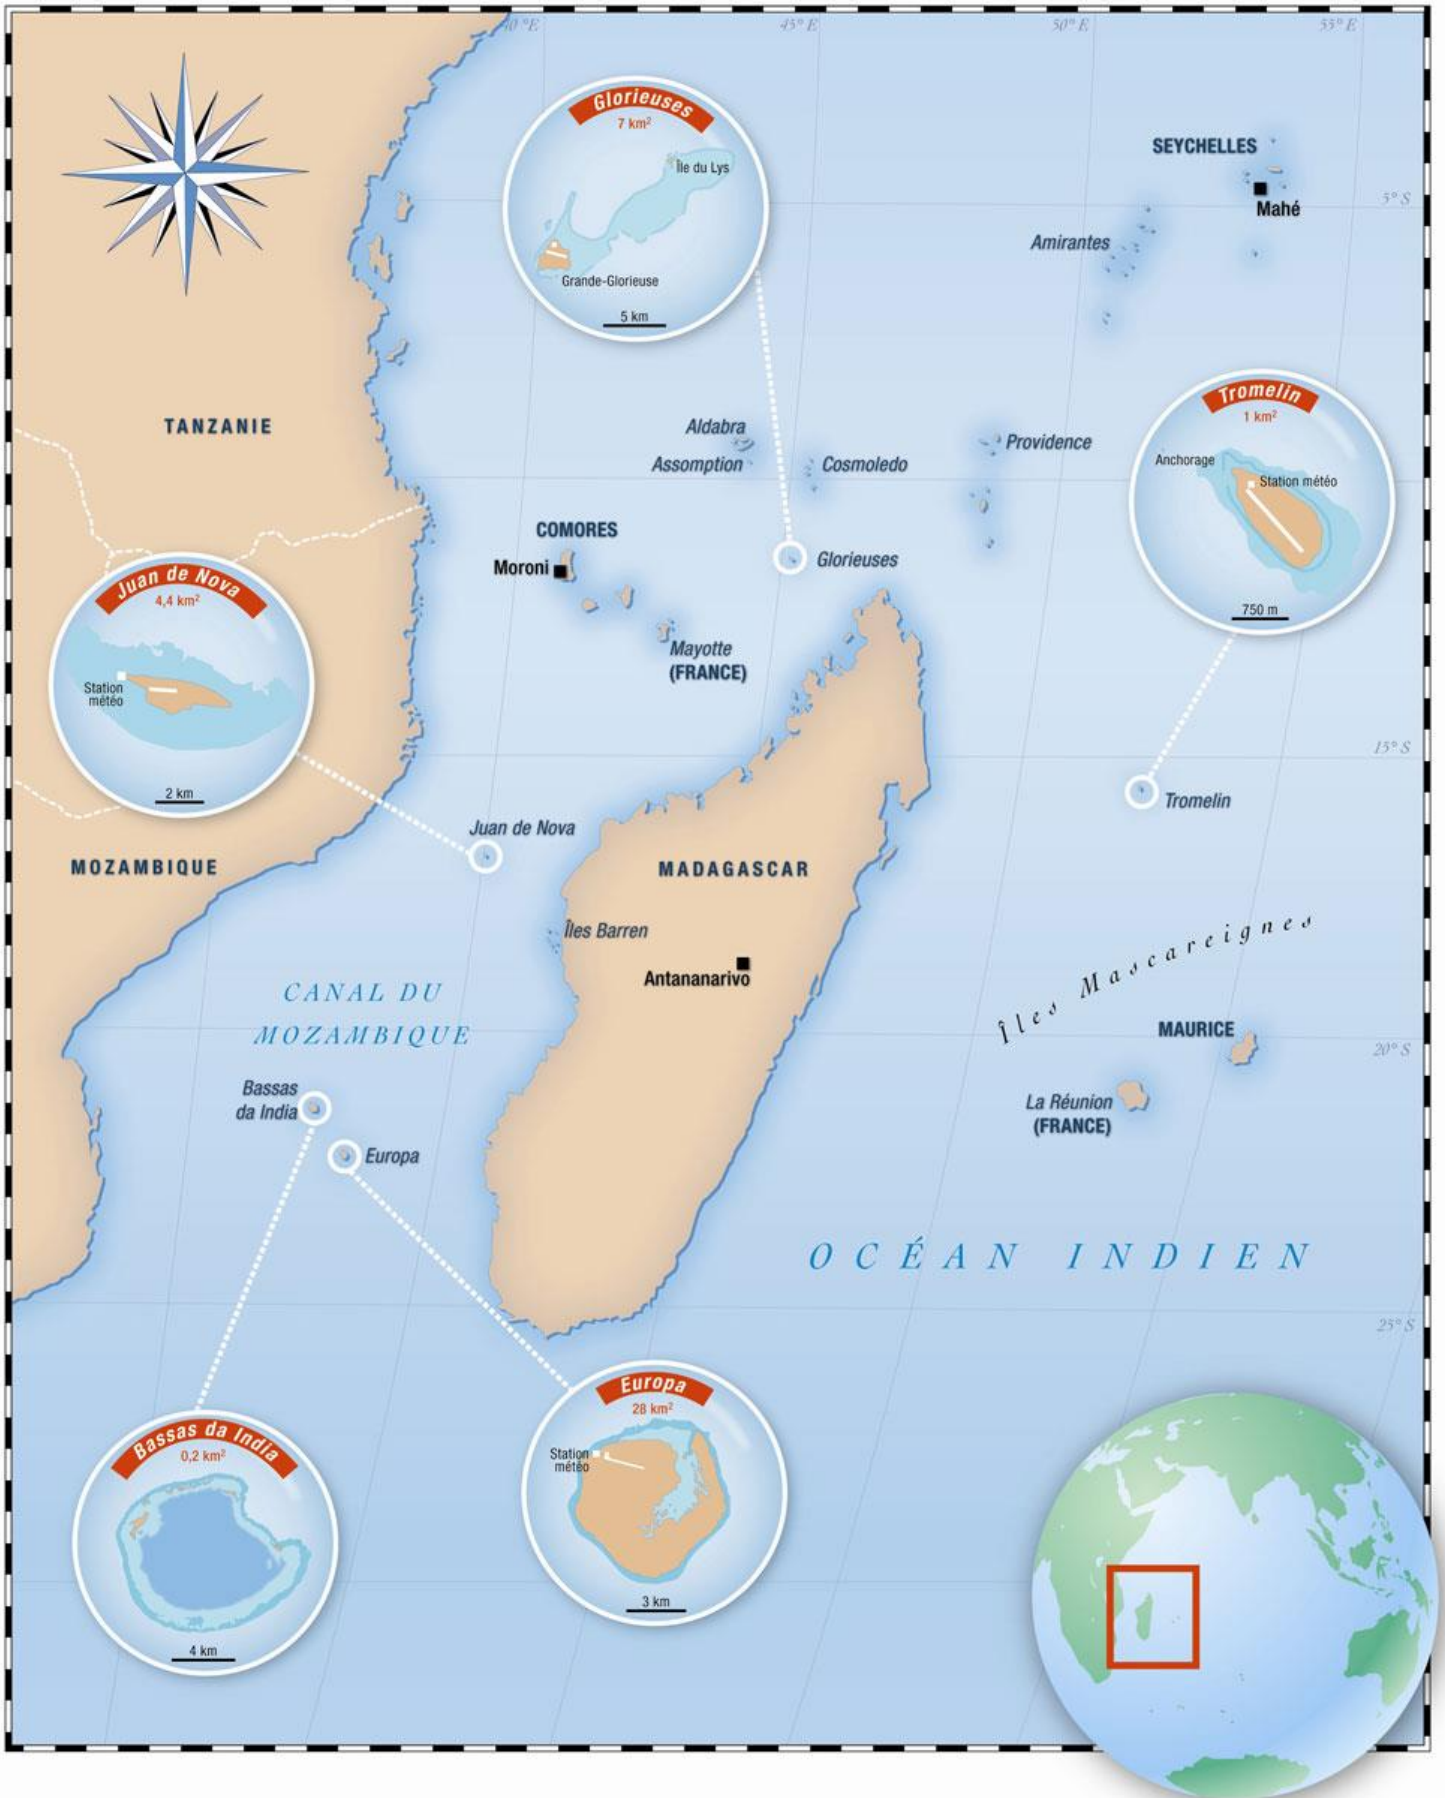 40°E
45°E
50°E
55°E
Glorieuses
7 km²
Île du Lys
Grande-Glorieuse
5 km
SEYCHELLES
Mahé
5° S
Amirantes
TANZANIE
Aldabra
Assomption
Cosmoledo
Providence
Tromelin
1 km²
Anchorage
Station météo
750 m
COMORES
Moroni
Glorieuses
Mayotte
(FRANCE)
Juan de Nova
4,4 km²
Station
météo
2 km
15° S
Tromelin
Juan de Nova
MOZAMBIQUE
MADAGASCAR
Îles Barren
Antananarivo
Îles Mascareignes
CANAL DU
MOZAMBIQUE
MAURICE
20° S
Bassas
da India
La Réunion
(FRANCE)
Europa
OCÉAN INDIEN
25° S
Europa
28 km²
Station
météo
3 km
Bassas da India
0,2 km²
4 km